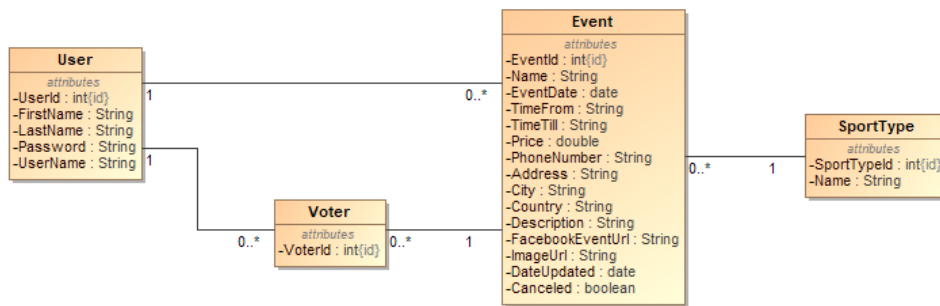 User
attributes
-UserId : int{id}
-FirstName : String
-LastName : String
-Password : String
-UserName : String
1
0..*
1
Event
attributes
-EventId : int{id}
-Name : String
-EventDate : date
-TimeFrom : String
-TimeTill : String
-Price : double
-PhoneNumber : String
-Address : String
-City : String
-Country : String
-Description : String
-FacebookEventUrl : String
-ImageUrl : String
-DateUpdated : date
-Canceled : boolean
0..*
1
SportType
attributes
-SportTypeId : int{id}
-Name : String
0..*
Voter
attributes
-VoterId : int{id}
0..*
1